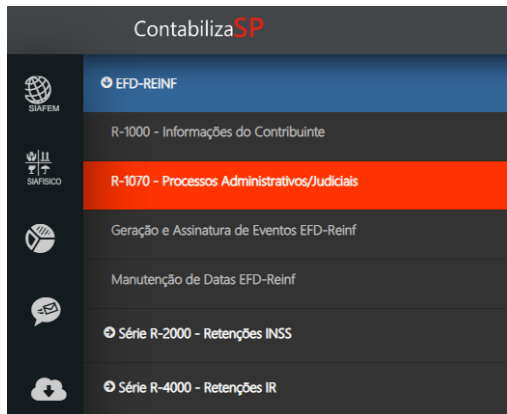 ContabilizaSP
EFD-REINF
SIAFEM
R-1000 - Informações do Contribuinte
SIAFISICO
R-1070 - Processos Administrativos/Judiciais
Geração e Assinatura de Eventos EFD-Reinf
Manutenção de Datas EFD-Reinf
Série R-2000 - Retenções INSS
Série R-4000 - Retenções IR